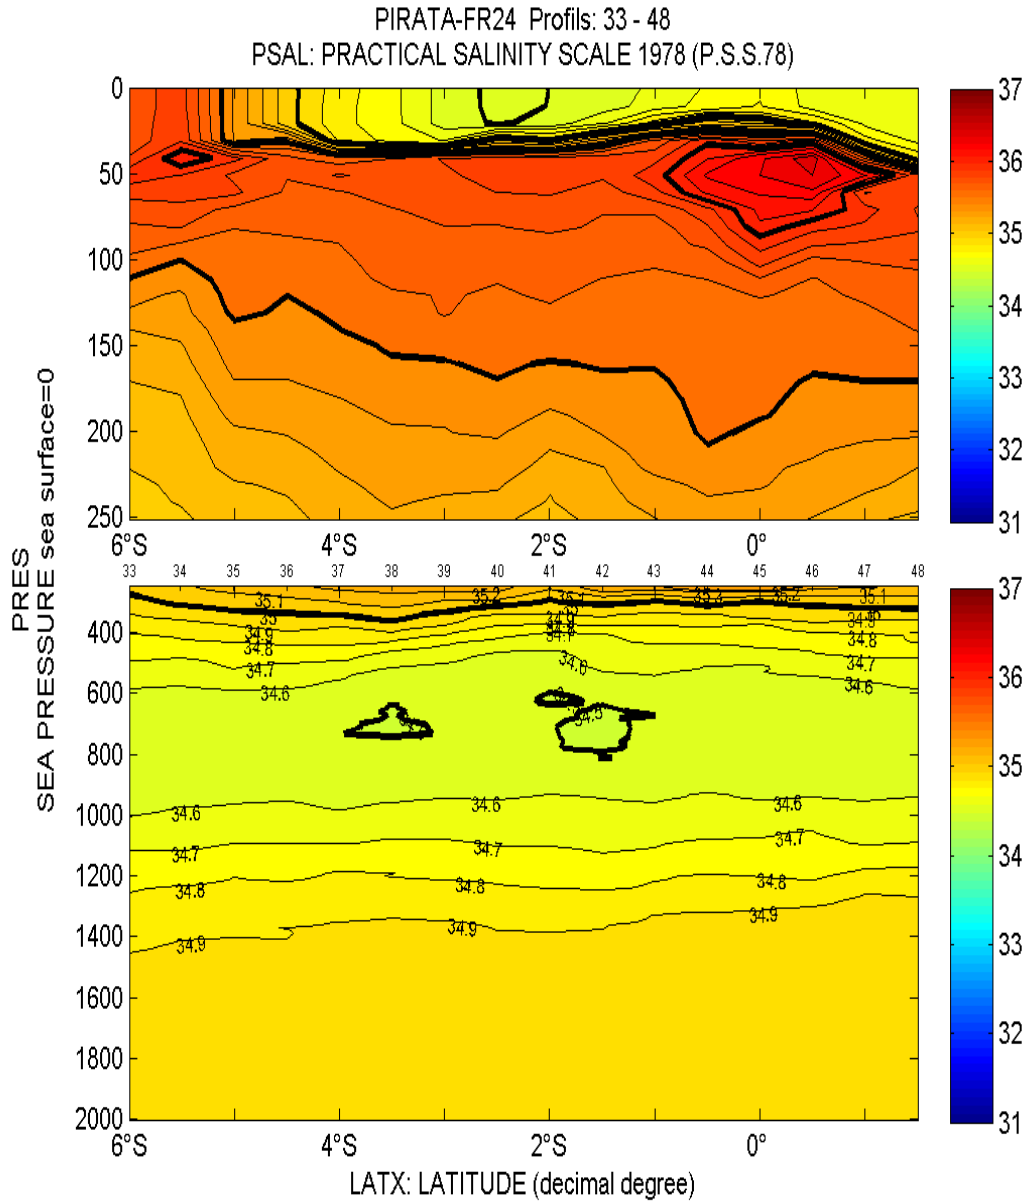 PIRATA-FR24 Profils: 33 - 48
PSAL: PRACTICAL SALINITY SCALE 1978 (P.S.S.78)
0
50
100
150
200
250
6°S
4°S
2°S
0°
37
36
35
34
33
32
31
PRES
SEA PRESSURE sea surface=0
33 34 35 36 37 38 39 40 41 42 43 44 45 46 47 48
400
600
800
1000
1200
1400
1600
1800
2000
35.1 35.2 35.1 35.2 35.1
35 35
34.9 34.9 34.9
34.8 34.8
34.7 34.7
34.6 34.6 34.6
34.5
34.6 34.6 34.6
34.7 34.7 34.7
34.8 34.8 34.8
34.9 34.9 34.9
6°S
4°S
2°S
0°
37
36
35
34
33
32
31
LATX: LATITUDE (decimal degree)